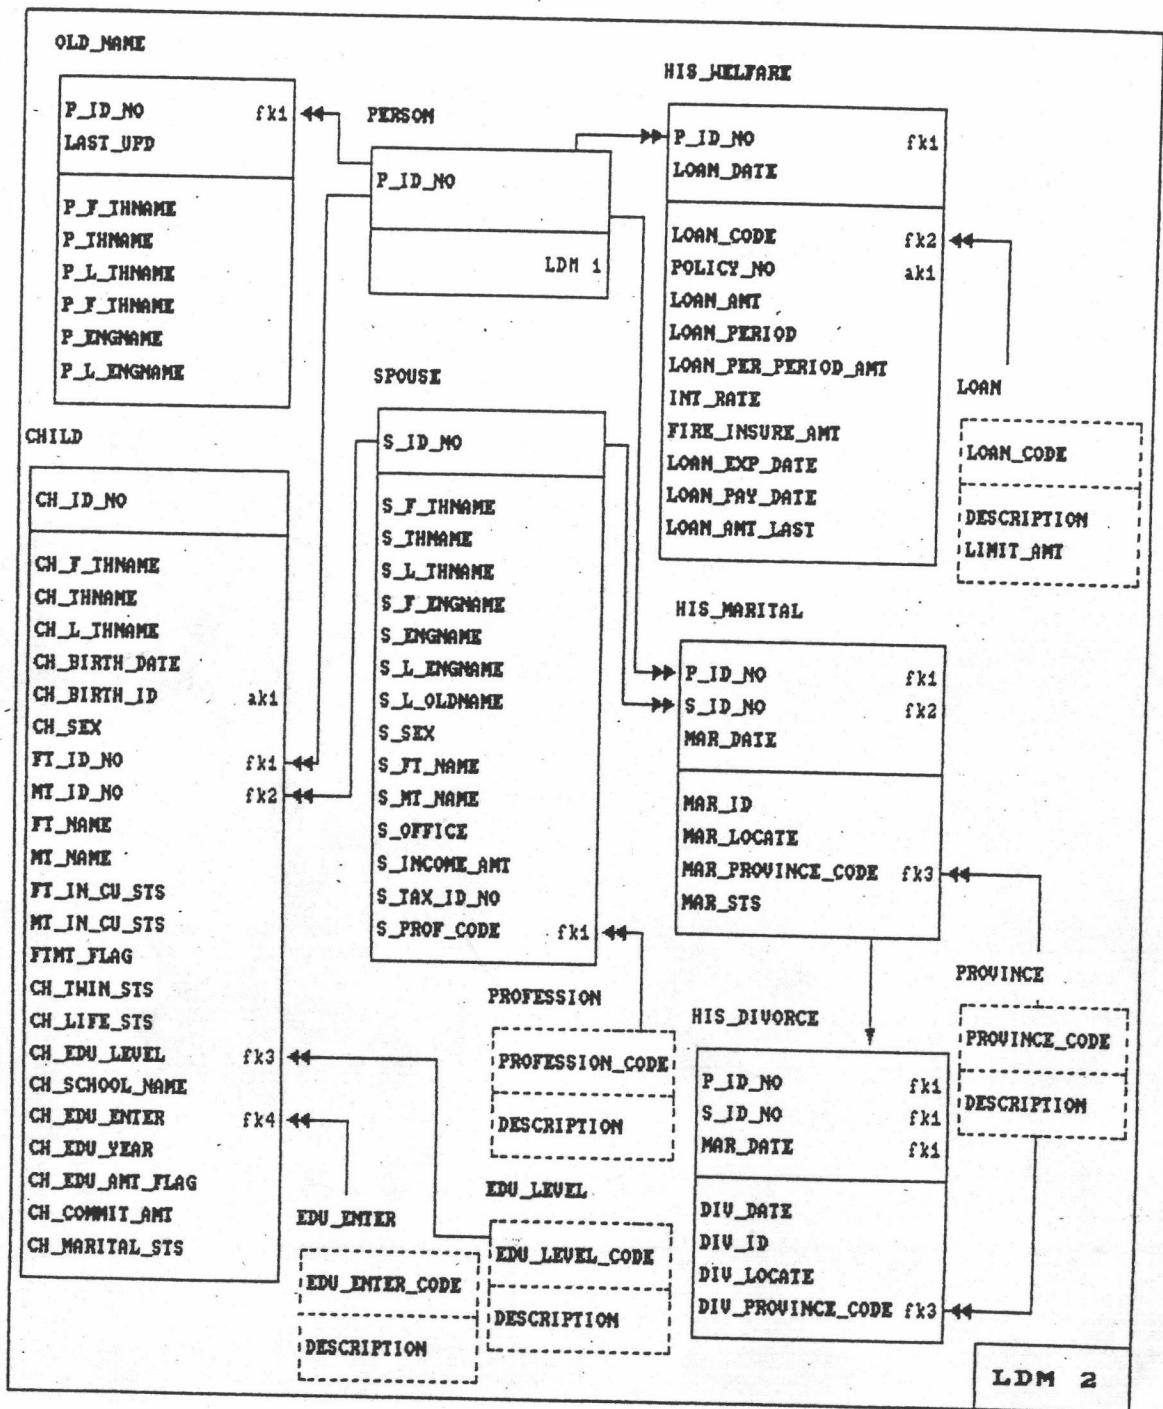 OLD_NAME
P_ID_NO fk1
LAST_UPD
P_F_THNAME
P_THNAME
P_L_THNAME
P_F_THNAME
P_ENGNAME
P_L_ENGNAME
PERSON
P_ID_NO
LDM 1
HIS_WELFARE
P_ID_NO fk1
LOAN_DATE
LOAN_CODE fk2
POLICY_NO ak1
LOAN_AMT
LOAN_PERIOD
LOAN_PER_PERIOD_AMT
INT_RATE
FIRE_INSURE_AMT
LOAN_EXP_DATE
LOAN_PAY_DATE
LOAN_AMT_LAST
LOAN
LOAN_CODE
DESCRIPTION
LIMIT_AMT
CHILD
CH_ID_NO
CH_F_THNAME
CH_THNAME
CH_L_THNAME
CH_BIRTH_DATE
CH_BIRTH_ID ak1
CH_SEX
FT_ID_NO fk1
MT_ID_NO fk2
FT_NAME
MT_NAME
FT_IN_CU_STS
MT_IN_CU_STS
FTMT_FLAG
CH_TWIN_STS
CH_LIFE_STS
CH_EDU_LEVEL fk3
CH_SCHOOL_NAME
CH_EDU_ENTER fk4
CH_EDU_YEAR
CH_EDU_AMT_FLAG
CH_COMMIT_AMT
CH_MARITAL_STS
SPOUSE
S_ID_NO
S_F_THNAME
S_THNAME
S_L_THNAME
S_F_ENGNAME
S_ENGNAME
S_L_ENGNAME
S_L_OLDNAME
S_SEX
S_FT_NAME
S_MT_NAME
S_OFFICE
S_INCOME_AMT
S_TAX_ID_NO
S_PROF_CODE fk1
HIS_MARITAL
P_ID_NO fk1
S_ID_NO fk2
MAR_DATE
MAR_ID
MAR_LOCATE
MAR_PROVINCE_CODE fk3
MAR_STS
PROFESSION
PROFESSION_CODE
DESCRIPTION
PROVINCE
PROVINCE_CODE
DESCRIPTION
HIS_DIVORCE
P_ID_NO fk1
S_ID_NO fk1
MAR_DATE fk1
DIV_DATE
DIV_ID
DIV_LOCATE
DIV_PROVINCE_CODE fk3
EDU_LEVEL
EDU_LEVEL_CODE
DESCRIPTION
EDU_ENTER
EDU_ENTER_CODE
DESCRIPTION
LDM 2